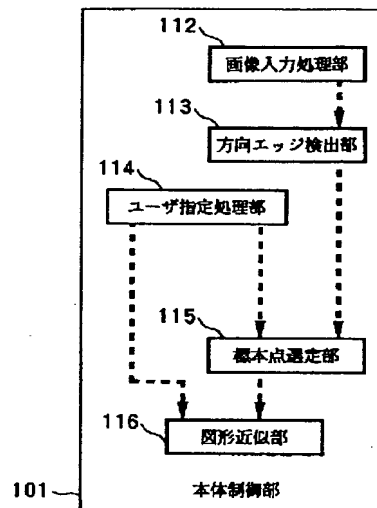 112
画像入力処理部
113
方向エッジ検出部
114
ユーザ指定処理部
115
標本点選定部
116
図形近似部
101
本体制御部